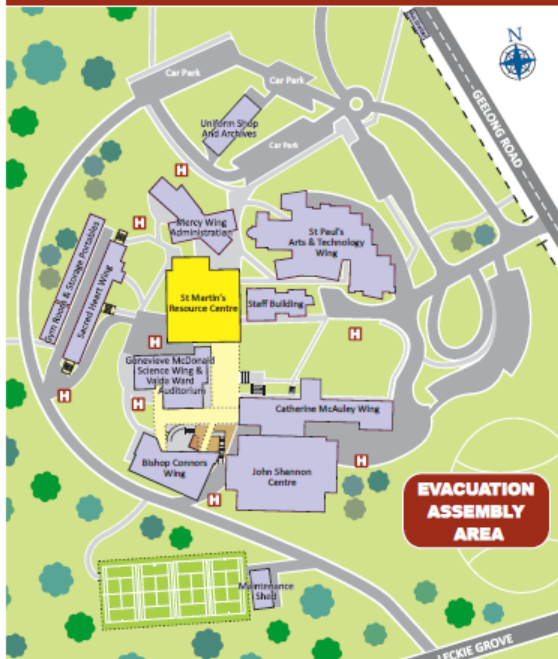 N
GEELONG ROAD
Car Park
Car Park
Uniform Shop
And Archives
Car Park
H
Mercy Wing
Administration
H
St Paul's
Arts & Technology
Wing
Gym Room & Storage Portables
Sacred Heart Wing
St Martin's
Resource Centre
Staff Building
H
H
Genevieve McDonald
Science Wing &
Valda Ward
Auditorium
H
H
Catherine McAuley Wing
Bishop Connors
Wing
John Shannon
Centre
H
H
EVACUATION
ASSEMBLY
AREA
Maintenance
Shed
LECKIE GROVE